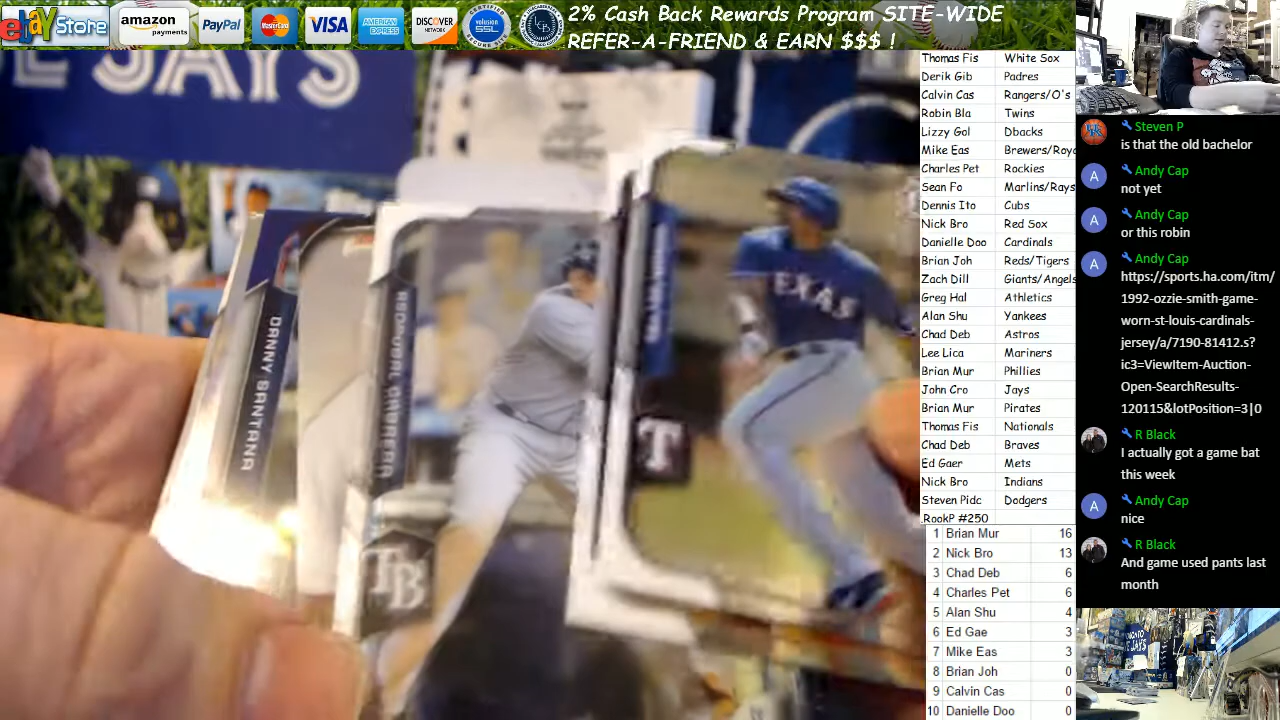 ebay Store
amazon
payments
PayPal
MasterCard
VISA
AMERICAN
EXPRESS
DISCOVER
NETWORK
volusion
SSL
CERTIFIED
SECURE
2% Cash Back Rewards Program SITE-WIDE
REFER-A-FRIEND & EARN $$$ !
E JAYS
DANNY SANTANA
ASDRUBAL CABRERA
TB
T
TEXAS
Thomas Fis White Sox
Derik Gib Padres
Calvin Cas Rangers/O's
Robin Bla Twins
Lizzy Gol Dbacks
Mike Eas Brewers/Roya
Charles Pet Rockies
Sean Fo Marlins/Rays
Dennis Ito Cubs
Nick Bro Red Sox
Danielle Doo Cardinals
Brian Joh Reds/Tigers
Zach Dill Giants/Angels
Greg Hal Athletics
Alan Shu Yankees
Chad Deb Astros
Lee Lica Mariners
Brian Mur Phillies
John Cro Jays
Brian Mur Pirates
Thomas Fis Nationals
Chad Deb Braves
Ed Gaer Mets
Nick Bro Indians
Steven Pidc Dodgers
.RookP #250
1 Brian Mur 16
2 Nick Bro 13
3 Chad Deb 6
4 Charles Pet 6
5 Alan Shu 4
6 Ed Gae 3
7 Mike Eas 3
8 Brian Joh 0
9 Calvin Cas 0
10 Danielle Doo 0
Steven P
is that the old bachelor
A
Andy Cap
not yet
A
Andy Cap
or this robin
A
Andy Cap
https://sports.ha.com/itm/
1992-ozzie-smith-game-
worn-st-louis-cardinals-
jersey/a/7190-81412.s?
ic3=ViewItem-Auction-
Open-SearchResults-
120115&lotPosition=3|0
R Black
I actually got a game bat
this week
A
Andy Cap
nice
R Black
And game used pants last
month